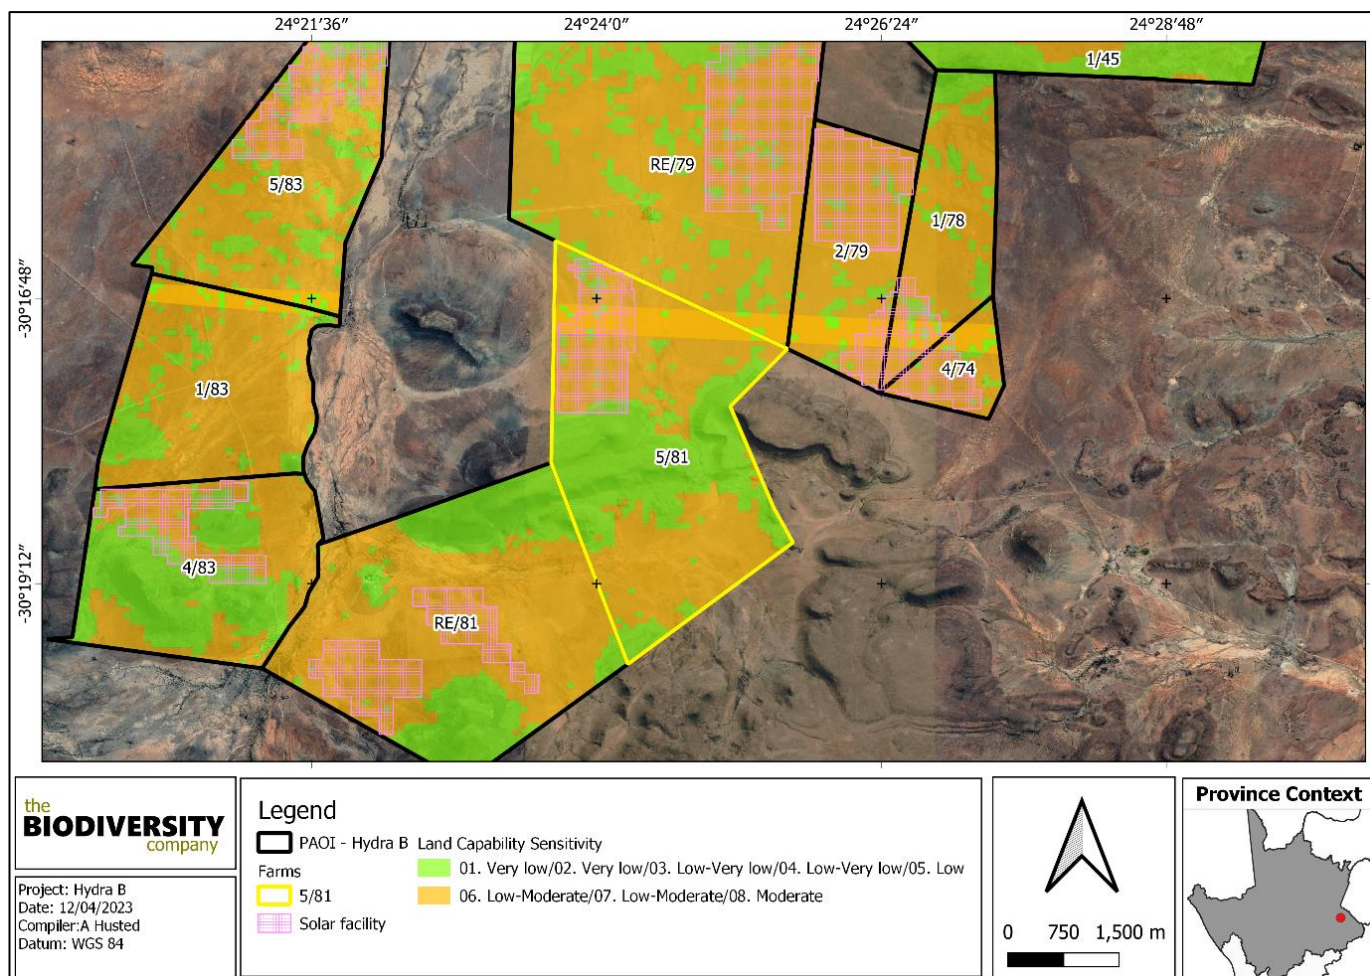 24°21′36″ 24°24′0″ 24°26′24″ 24°28′48″
1/45
RE/79
5/83
1/78
2/79
-30°16′48″
4/74
1/83
5/81
4/83
-30°19′12″
RE/81
the
BIODIVERSITY
company
Project: Hydra B
Date: 12/04/2023
Compiler:A Husted
Datum: WGS 84
Legend
PAOI - Hydra B
Farms
5/81
Solar facility
Land Capability Sensitivity
01. Very low/02. Very low/03. Low-Very low/04. Low-Very low/05. Low
06. Low-Moderate/07. Low-Moderate/08. Moderate
0 750 1,500 m
Province Context